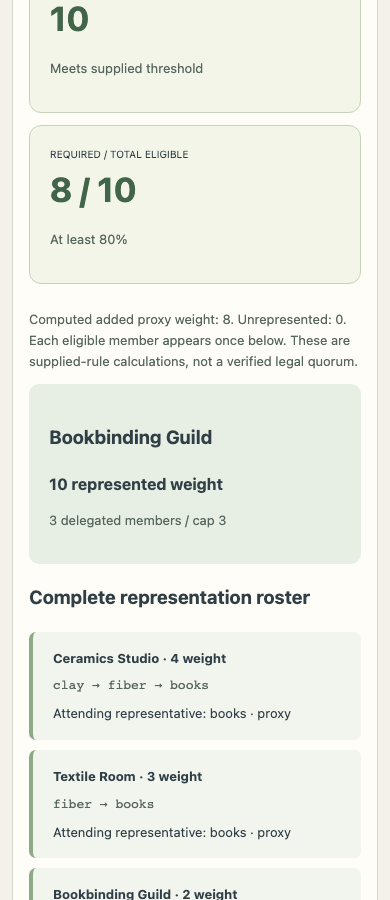 10
Meets supplied threshold
REQUIRED / TOTAL ELIGIBLE
8 / 10
At least 80%
Computed added proxy weight: 8. Unrepresented: 0.
Each eligible member appears once below. These are
supplied-rule calculations, not a verified legal quorum.
Bookbinding Guild
10 represented weight
3 delegated members / cap 3
Complete representation roster
Ceramics Studio · 4 weight
clay → fiber → books
Attending representative: books · proxy
Textile Room · 3 weight
fiber → books
Attending representative: books · proxy
Bookbinding Guild · 2 weight